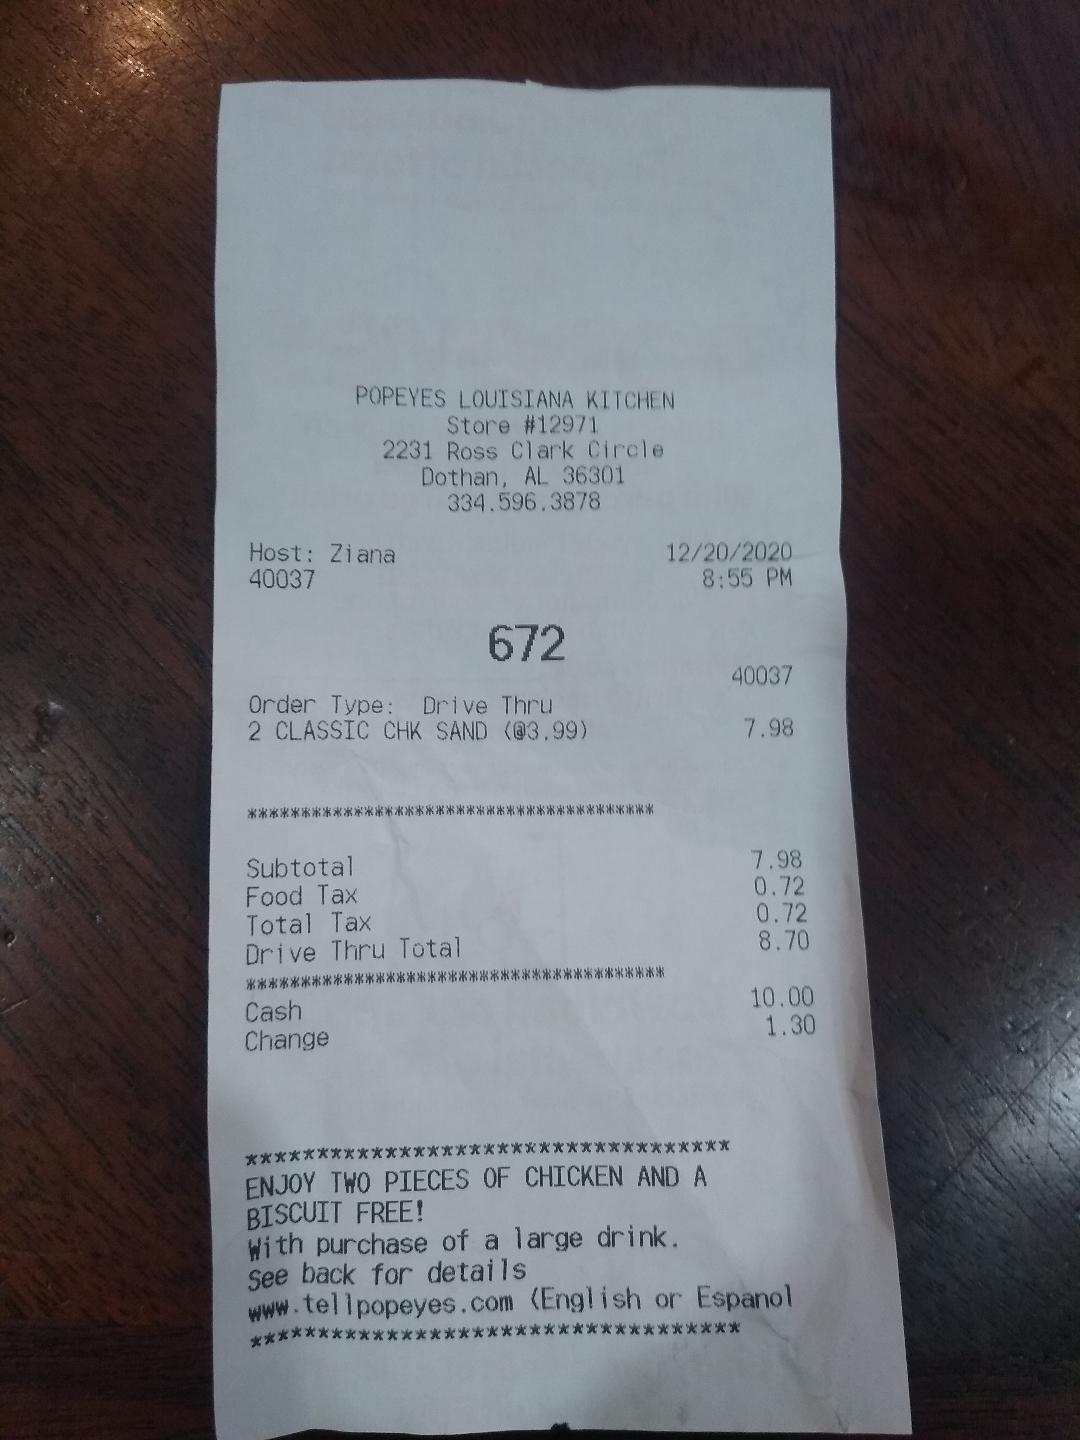 POPEYES LOUISIANA KITCHEN
Store #12971
2231 Ross Clark Circle
Dothan, AL 36301
334.596.3878
Host: Ziana 12/20/2020
40037 8:55 PM
672
40037
Order Type: Drive Thru
2 CLASSIC CHK SAND (@3.99) 7.98
***************************************
Subtotal 7.98
Food Tax 0.72
Total Tax 0.72
Drive Thru Total 8.70
***************************************
Cash 10.00
Change 1.30
***********************************
ENJOY TWO PIECES OF CHICKEN AND A
BISCUIT FREE!
With purchase of a large drink.
See back for details
www.tellpopeyes.com (English or Espanol
***********************************